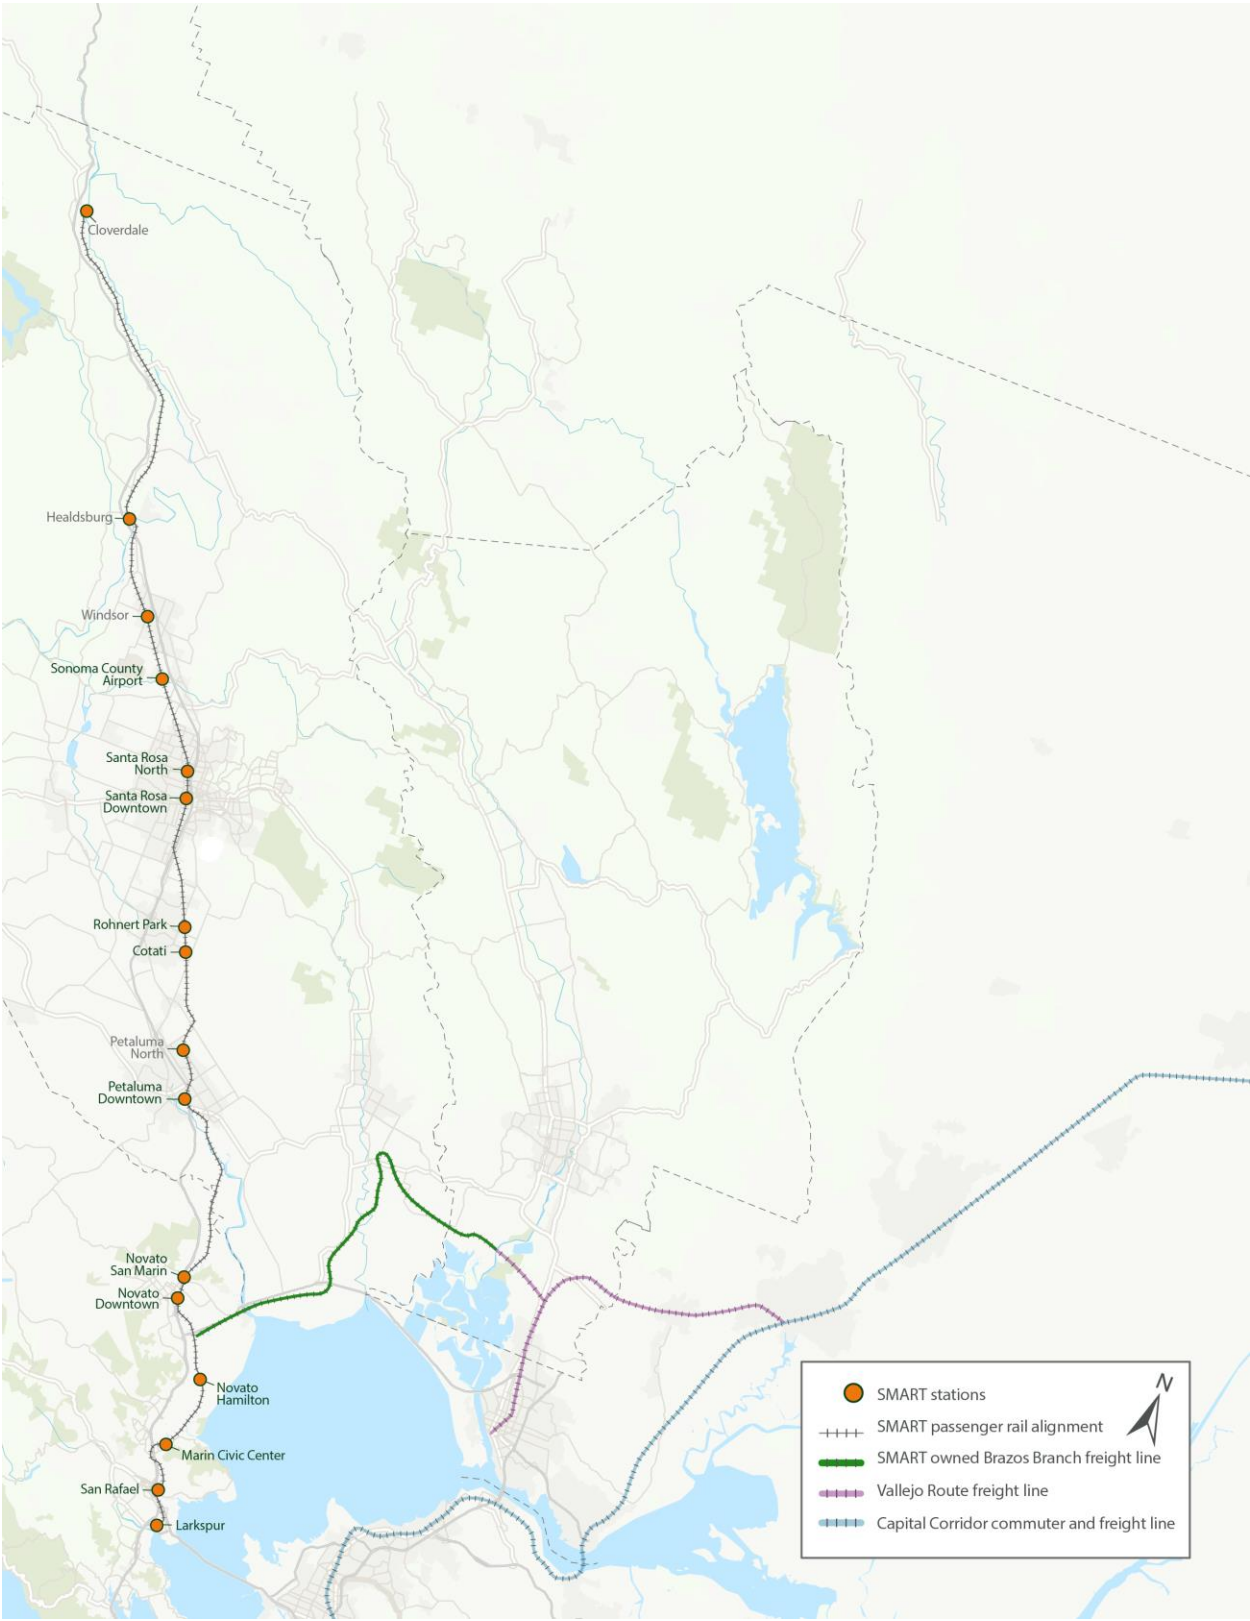 Cloverdale
Healdsburg
Windsor
Sonoma County
Airport
Santa Rosa
North
Santa Rosa
Downtown
Rohnert Park
Cotati
Petaluma
North
Petaluma
Downtown
Novato
San Marin
Novato
Downtown
Novato
Hamilton
Marin Civic Center
San Rafael
Larkspur
N
SMART stations
SMART passenger rail alignment
SMART owned Brazos Branch freight line
Vallejo Route freight line
Capital Corridor commuter and freight line